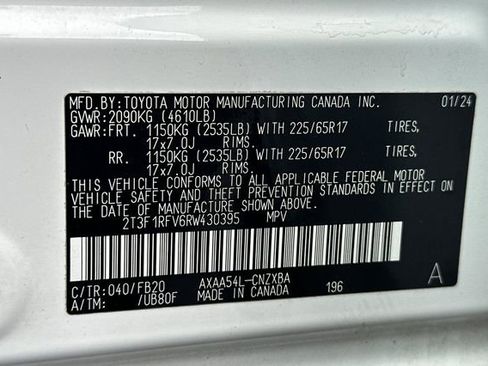 MFD.BY:TOYOTA MOTOR MANUFACTURING CANADA INC. 01/24
GVWR:2090KG (4610LB)
GAWR:FRT. 1150KG (2535LB) WITH 225/65R17 TIRES,
17x7.0J RIMS.
RR. 1150KG (2535LB) WITH 225/65R17 TIRES,
17x7.0J RIMS.
THIS VEHICLE CONFORMS TO ALL APPLICABLE FEDERAL MOTOR
VEHICLE SAFETY AND THEFT PREVENTION STANDARDS IN EFFECT ON
THE DATE OF MANUFACTURE SHOWN ABOVE.
2T3F1RFV6RW430395 MPV
C/TR:040/FB20 AXAA54L-CNZXBA A
A/TM: /UB80F MADE IN CANADA 196